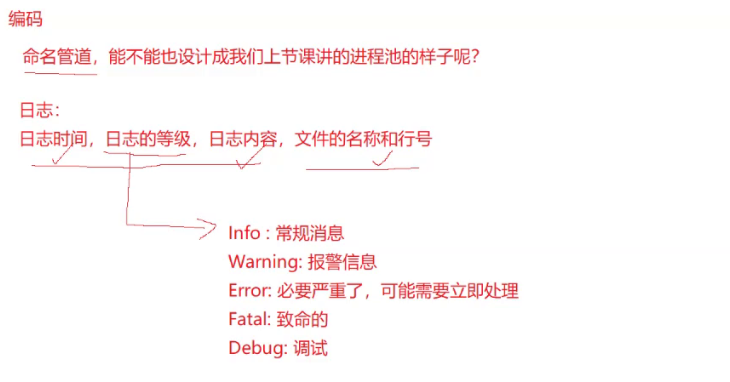 编码
命名管道，能不能也设计成我们上节课讲的进程池的样子呢？
日志：
日志时间，日志的等级，日志内容，文件的名称和行号
Info : 常规消息
Warning: 报警信息
Error: 必要严重了，可能需要立即处理
Fatal: 致命的
Debug: 调试